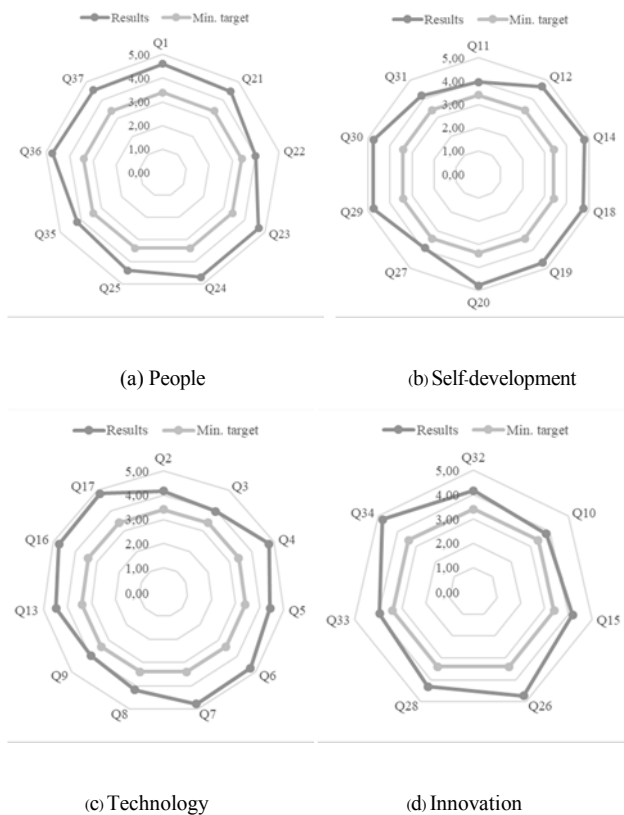 Results Min. target
Q1
Q21
Q22
Q23
Q24
Q25
Q35
Q36
Q37
5,00
4,00
3,00
2,00
1,00
0,00
(a) People
Results Min. target
Q11
Q12
Q14
Q18
Q19
Q20
Q27
Q29
Q30
Q31
5,00
4,00
3,00
2,00
1,00
0,00
(b) Self-development
Results Min. target
Q2
Q3
Q4
Q5
Q6
Q7
Q8
Q9
Q13
Q16
Q17
5,00
4,00
3,00
2,00
1,00
0,00
(c) Technology
Results Min. target
Q32
Q10
Q15
Q26
Q28
Q33
Q34
5,00
4,00
3,00
2,00
1,00
0,00
(d) Innovation